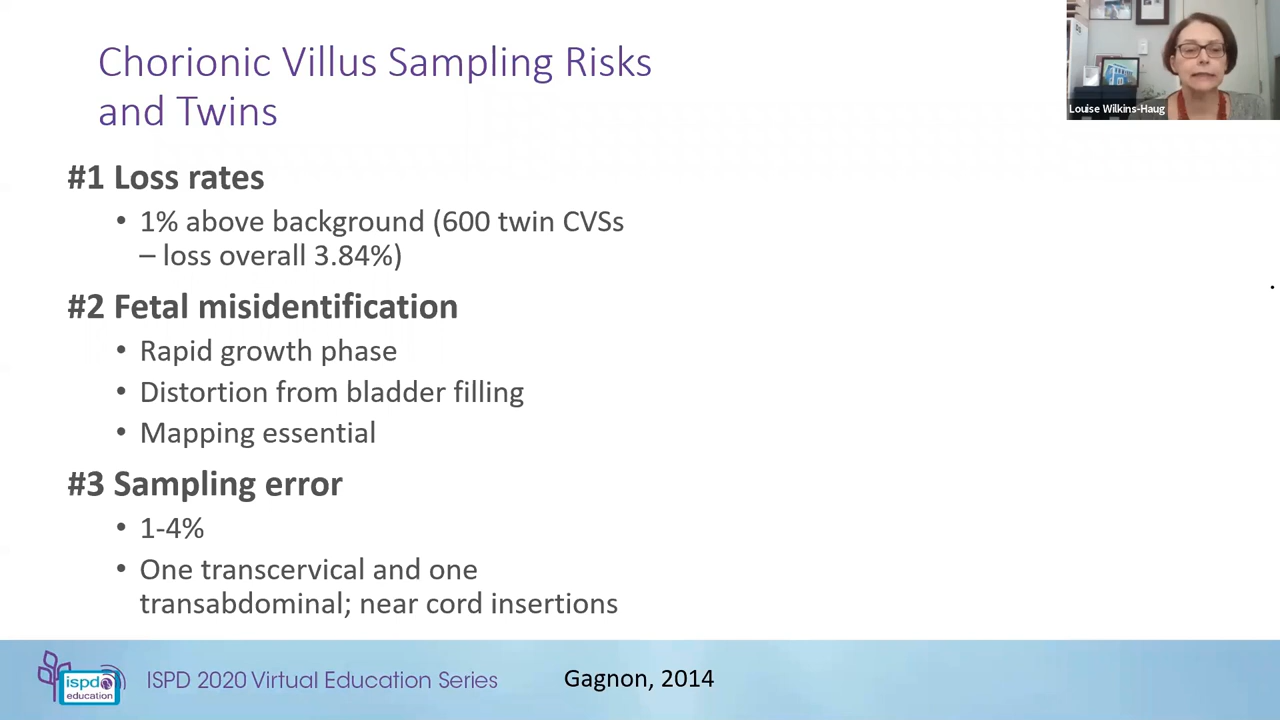 Chorionic Villus Sampling Risks
and Twins
Louise Wilkins-Haug
#1 Loss rates
• 1% above background (600 twin CVSs
– loss overall 3.84%)
#2 Fetal misidentification
• Rapid growth phase
• Distortion from bladder filling
• Mapping essential
#3 Sampling error
• 1-4%
• One transcervical and one
transabdominal; near cord insertions
ispd
education
ISPD 2020 Virtual Education Series
Gagnon, 2014